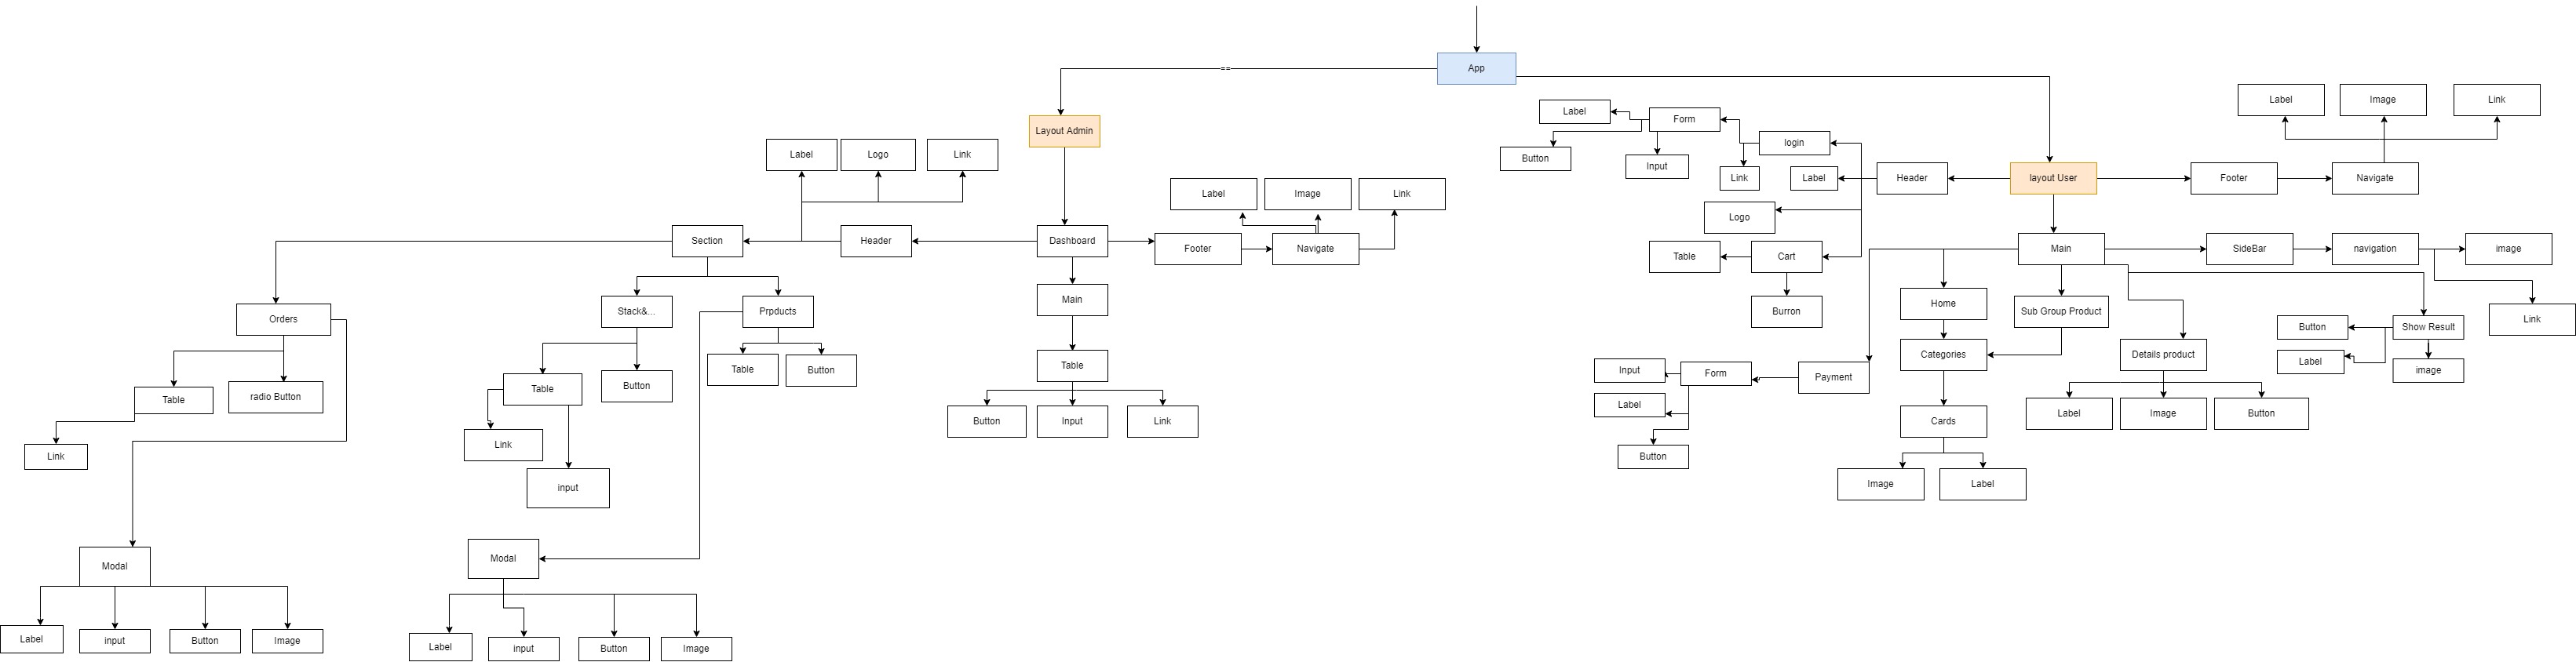 App
==
Layout Admin
Label
Logo
Link
Section
Header
Dashboard
Footer
Navigate
Label
Image
Link
Orders
Table
radio Button
Link
Modal
Label
input
Button
Image
Stack&...
Prpducts
Table
Button
Link
input
Table
Button
Modal
Label
input
Button
Image
Main
Table
Button
Input
Link
layout User
Header
Label
Form
login
Button
Input
Link
Label
Logo
Table
Cart
Burron
Footer
Navigate
Label
Image
Link
Main
SideBar
navigation
image
Link
Home
Sub Group Product
Categories
Cards
Image
Label
Details product
Label
Image
Button
Show Result
Button
Label
image
Payment
Form
Input
Label
Button